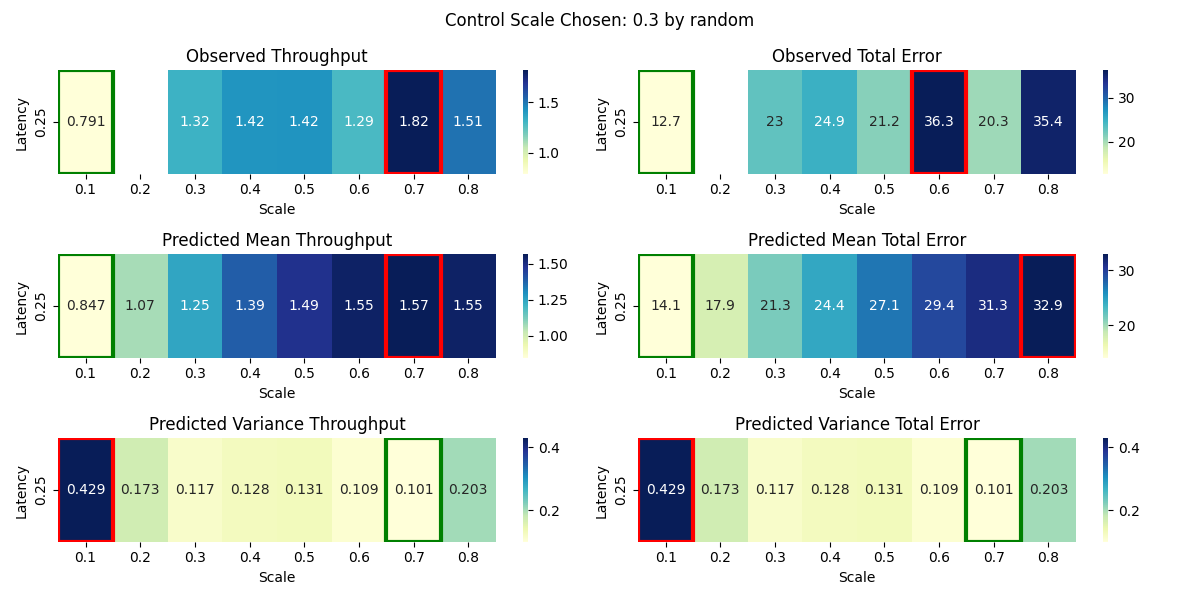 Control Scale Chosen: 0.3 by random
Observed Throughput
Latency
0.25
0.791 1.32 1.42 1.42 1.29 1.82 1.51
0.1 0.2 0.3 0.4 0.5 0.6 0.7 0.8
Scale
1.5
1.0
Observed Total Error
Latency
0.25
12.7 23 24.9 21.2 36.3 20.3 35.4
0.1 0.2 0.3 0.4 0.5 0.6 0.7 0.8
Scale
30
20
Predicted Mean Throughput
Latency
0.25
0.847 1.07 1.25 1.39 1.49 1.55 1.57 1.55
0.1 0.2 0.3 0.4 0.5 0.6 0.7 0.8
Scale
1.50
1.25
1.00
Predicted Mean Total Error
Latency
0.25
14.1 17.9 21.3 24.4 27.1 29.4 31.3 32.9
0.1 0.2 0.3 0.4 0.5 0.6 0.7 0.8
Scale
30
20
Predicted Variance Throughput
Latency
0.25
0.429 0.173 0.117 0.128 0.131 0.109 0.101 0.203
0.1 0.2 0.3 0.4 0.5 0.6 0.7 0.8
Scale
0.4
0.2
Predicted Variance Total Error
Latency
0.25
0.429 0.173 0.117 0.128 0.131 0.109 0.101 0.203
0.1 0.2 0.3 0.4 0.5 0.6 0.7 0.8
Scale
0.4
0.2